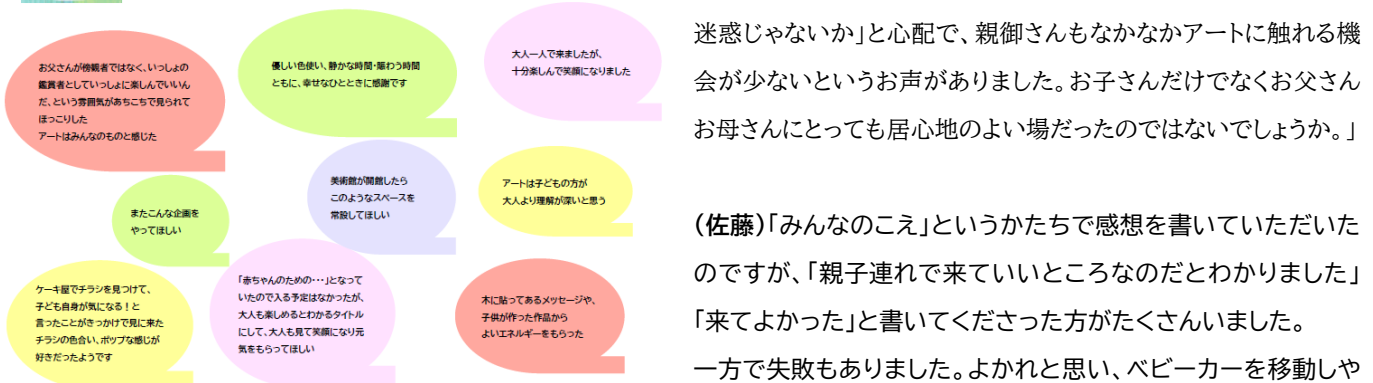 お父さんが傍観者ではなく、いっしょの
鑑賞者としていっしょに楽しんでいいん
だ、という雰囲気があちこちで見られて
ほっこりした
アートはみんなのものと感じた
優しい色使い、静かな時間・賑わう時間
ともに、幸せなひとときに感謝です
大人一人で来ましたが、
十分楽しんで笑顔になりました
またこんな企画を
やってほしい
美術館が開館したら
このようなスペースを
常設してほしい
アートは子どもの方が
大人より理解が深いと思う
ケーキ屋でチラシを見つけて、
子ども自身が気になる！と
言ったことがきっかけで見に来た
チラシの色合い、ポップな感じが
好きだったようです
「赤ちゃんのための・・・」となって
いたので入る予定はなかったが、
大人も楽しめるとわかるタイトル
にして、大人も見て笑顔になり元
気をもらってほしい
木に貼ってあるメッセージや、
子供が作った作品から
よいエネルギーをもらった
迷惑じゃないか」と心配で、親御さんもなかなかアートに触れる機
会が少ないというお声がありました。お子さんだけでなくお父さん
お母さんにとっても居心地のよい場だったのではないでしょうか。」
(佐藤)「みんなのこえ」というかたちで感想を書いていただいた
のですが、「親子連れで来ていいところなのだとわかりました」
「来てよかった」と書いてくださった方がたくさんいました。
一方で失敗もありました。よかれと思い、ベビーカーを移動しや